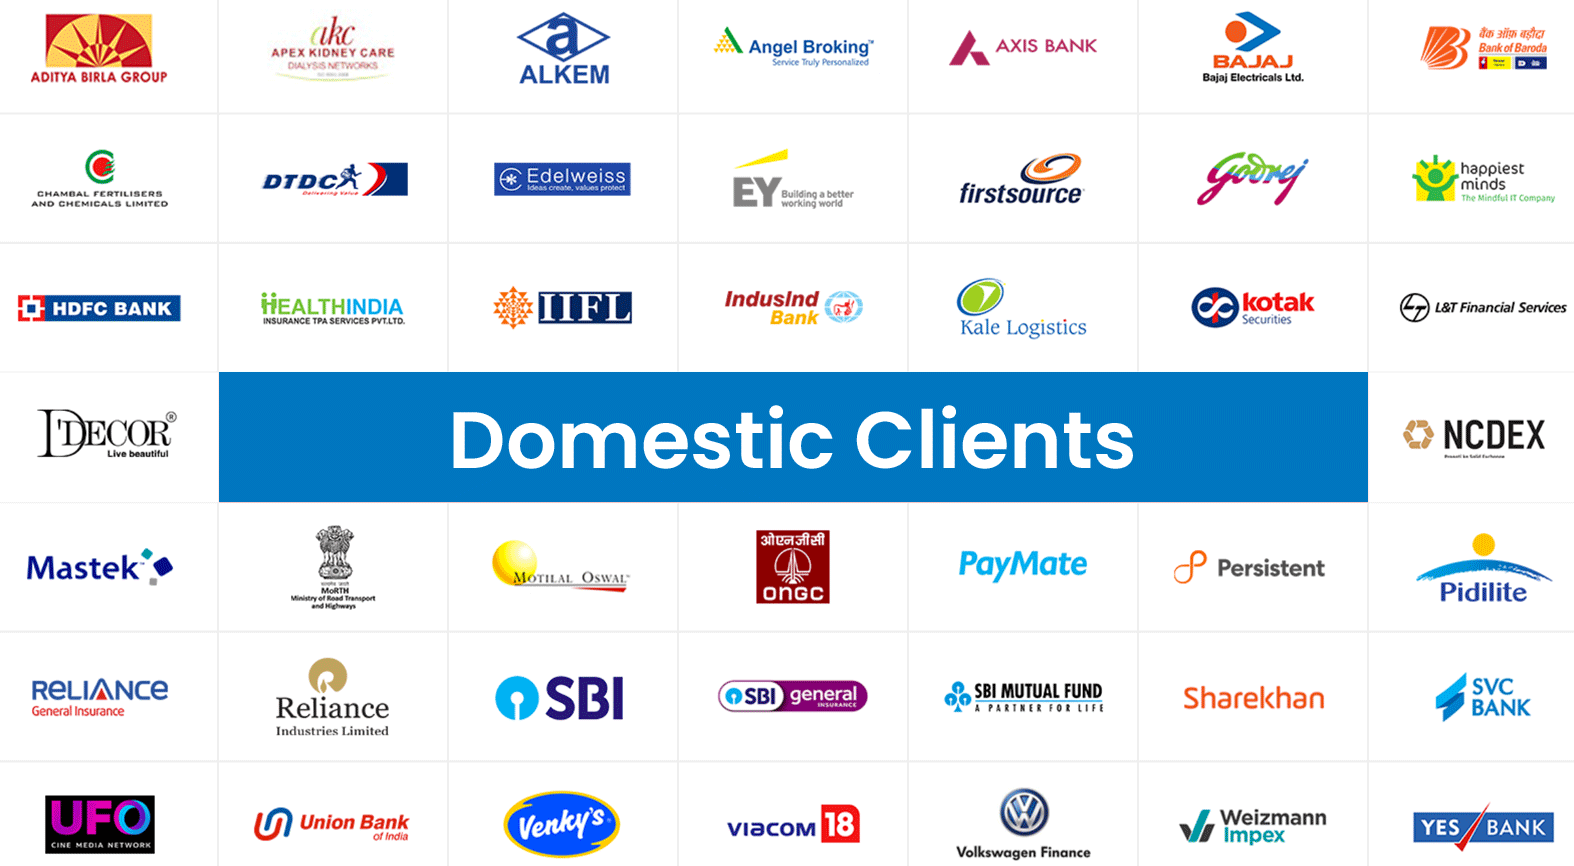 ADITYA BIRLA GROUP
akc
APEX KIDNEY CARE
DIALYSIS NETWORKS
a
ALKEM
Angel Broking™
Service Truly Personalized
AXIS BANK
BAJAJ
Bajaj Electricals Ltd.
बैंक ऑफ़ बड़ौदा
Bank of Baroda
CHAMBAL FERTILISERS
AND CHEMICALS LIMITED
DTDC
Delivering Value
Edelweiss
Ideas create, values protect
EY
Building a better
working world
firstsource
Godrej
happiest
minds
The Mindful IT Company
HDFC BANK
HEALTHINDIA
INSURANCE TPA SERVICES PVT.LTD.
IIFL
IndusInd
Bank
Kale Logistics
kotak
Securities
L&T Financial Services
D'DECOR®
Live beautiful
Domestic Clients
NCDEX
Mastek™
MoRTH
Ministry of Road Transport
and Highways
MOTILAL OSWAL™
ओएनजीसी
ONGC
PayMate
Persistent
Pidilite
RELIANCE
General Insurance
Reliance
Industries Limited
SBI
SBI general
INSURANCE
SBI MUTUAL FUND
A PARTNER FOR LIFE
Sharekhan
SVC
BANK
UFO
CINE MEDIA NETWORK
Union Bank
of India
Venky's
VIACOM 18
Volkswagen Finance
Weizmann
Impex
YES BANK